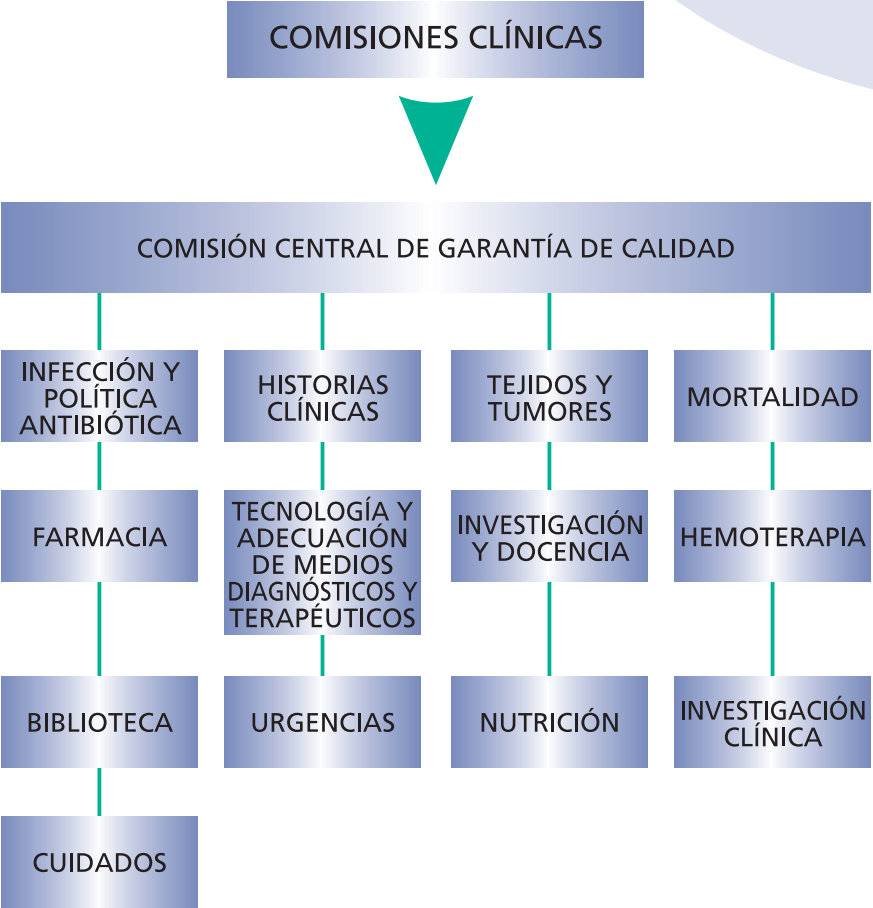 COMISIONES CLÍNICAS
COMISIÓN CENTRAL DE GARANTÍA DE CALIDAD
INFECCIÓN Y
POLÍTICA
ANTIBIÓTICA
HISTORIAS
CLÍNICAS
TEJIDOS Y
TUMORES
MORTALIDAD
FARMACIA
TECNOLOGÍA Y
ADECUACIÓN
DE MEDIOS
DIAGNÓSTICOS Y
TERAPÉUTICOS
INVESTIGACIÓN
Y DOCENCIA
HEMOTERAPIA
BIBLIOTECA
URGENCIAS
NUTRICIÓN
INVESTIGACIÓN
CLÍNICA
CUIDADOS